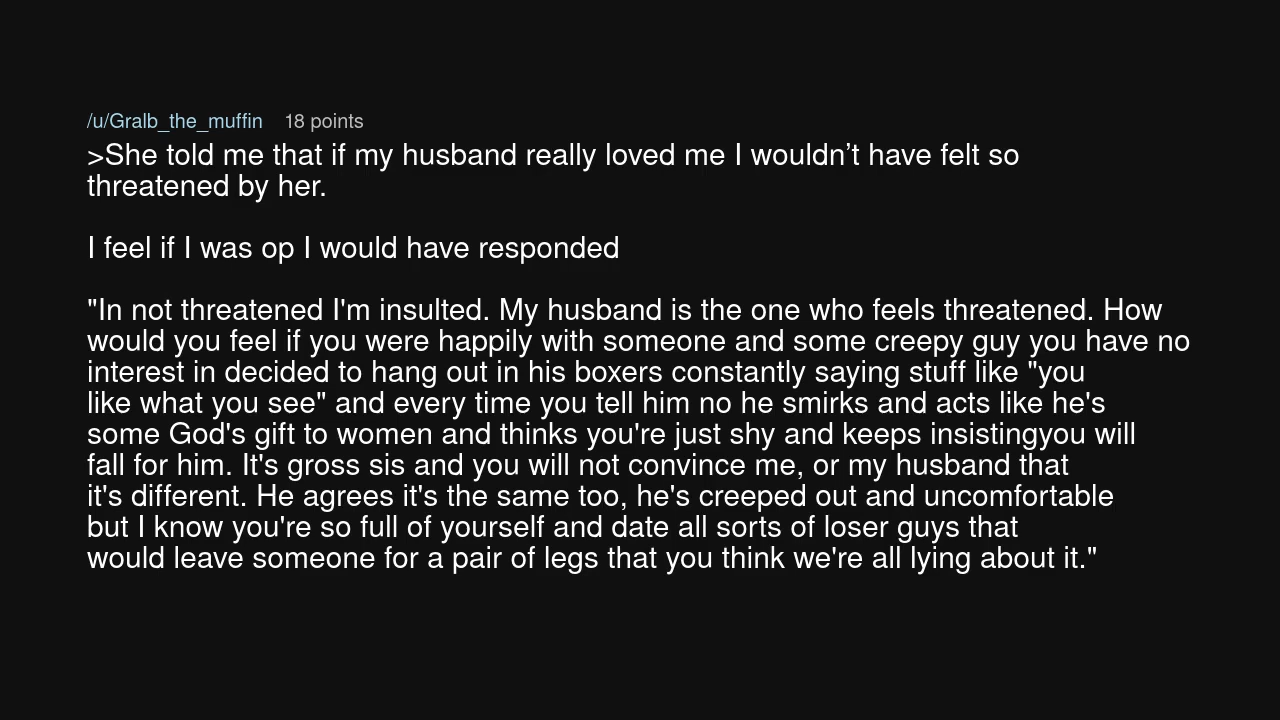 /u/Gralb_the_muffin 18 points
>She told me that if my husband really loved me I wouldn’t have felt so
threatened by her.
I feel if I was op I would have responded
"In not threatened I'm insulted. My husband is the one who feels threatened. How
would you feel if you were happily with someone and some creepy guy you have no
interest in decided to hang out in his boxers constantly saying stuff like "you
like what you see" and every time you tell him no he smirks and acts like he's
some God's gift to women and thinks you're just shy and keeps insistingyou will
fall for him. It's gross sis and you will not convince me, or my husband that
it's different. He agrees it's the same too, he's creeped out and uncomfortable
but I know you're so full of yourself and date all sorts of loser guys that
would leave someone for a pair of legs that you think we're all lying about it."